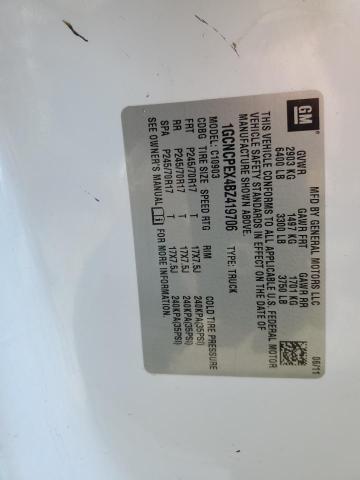 GM
MFD BY GENERAL MOTORS LLC
06/11
GVWR GAWR FRT GAWR RR
2903 KG 1497 KG 1701 KG
6400 LB 3300 LB 3750 LB
THIS VEHICLE CONFORMS TO ALL APPLICABLE U.S. FEDERAL MOTOR
VEHICLE SAFETY STANDARDS IN EFFECT ON THE DATE OF
MANUFACTURE SHOWN ABOVE.
1GCNCPEX4BZ419706 TYPE: TRUCK
MODEL: C10903
CDBG TIRE SIZE SPEED RTG RIM COLD TIRE PRESSURE
FRT P245/70R17 T 17X7.5J 240KPA(35PSI)
RR P245/70R17 T 17X7.5J 240KPA(35PSI)
SPA P245/70R17 T 17X7.5J 240KPA(35PSI)
SEE OWNER'S MANUAL i FOR MORE INFORMATION.